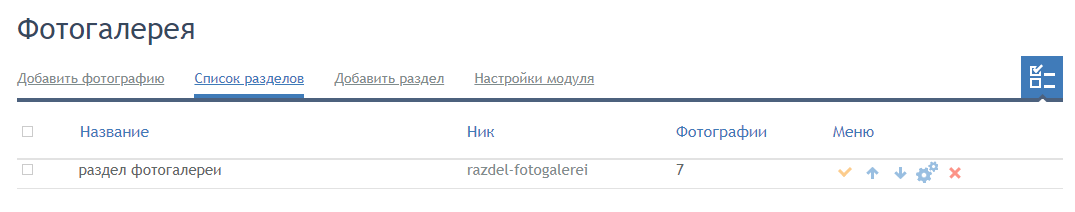 Фотогалерея
Добавить фотографию Список разделов Добавить раздел Настройки модуля
Название Ник Фотографии Меню
раздел фотогалереи razdel-fotogalerei 7